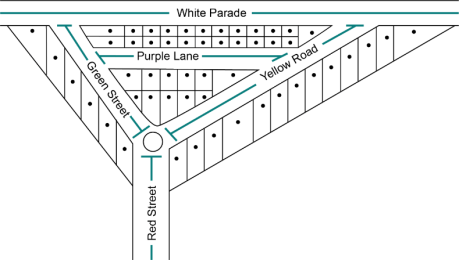 White Parade
Purple Lane
Yellow Road
Green Street
Red Street